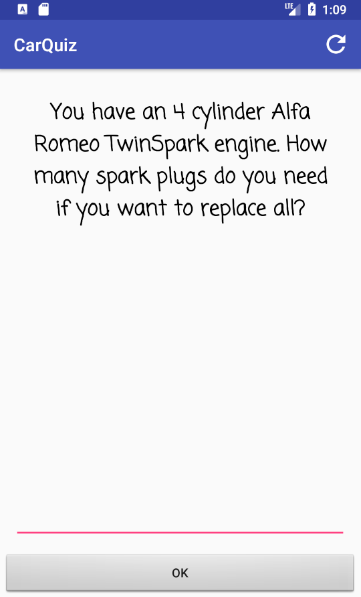 LTE 1:09
CarQuiz
You have an 4 cylinder Alfa
Romeo TwinSpark engine. How
many spark plugs do you need
if you want to replace all?
OK